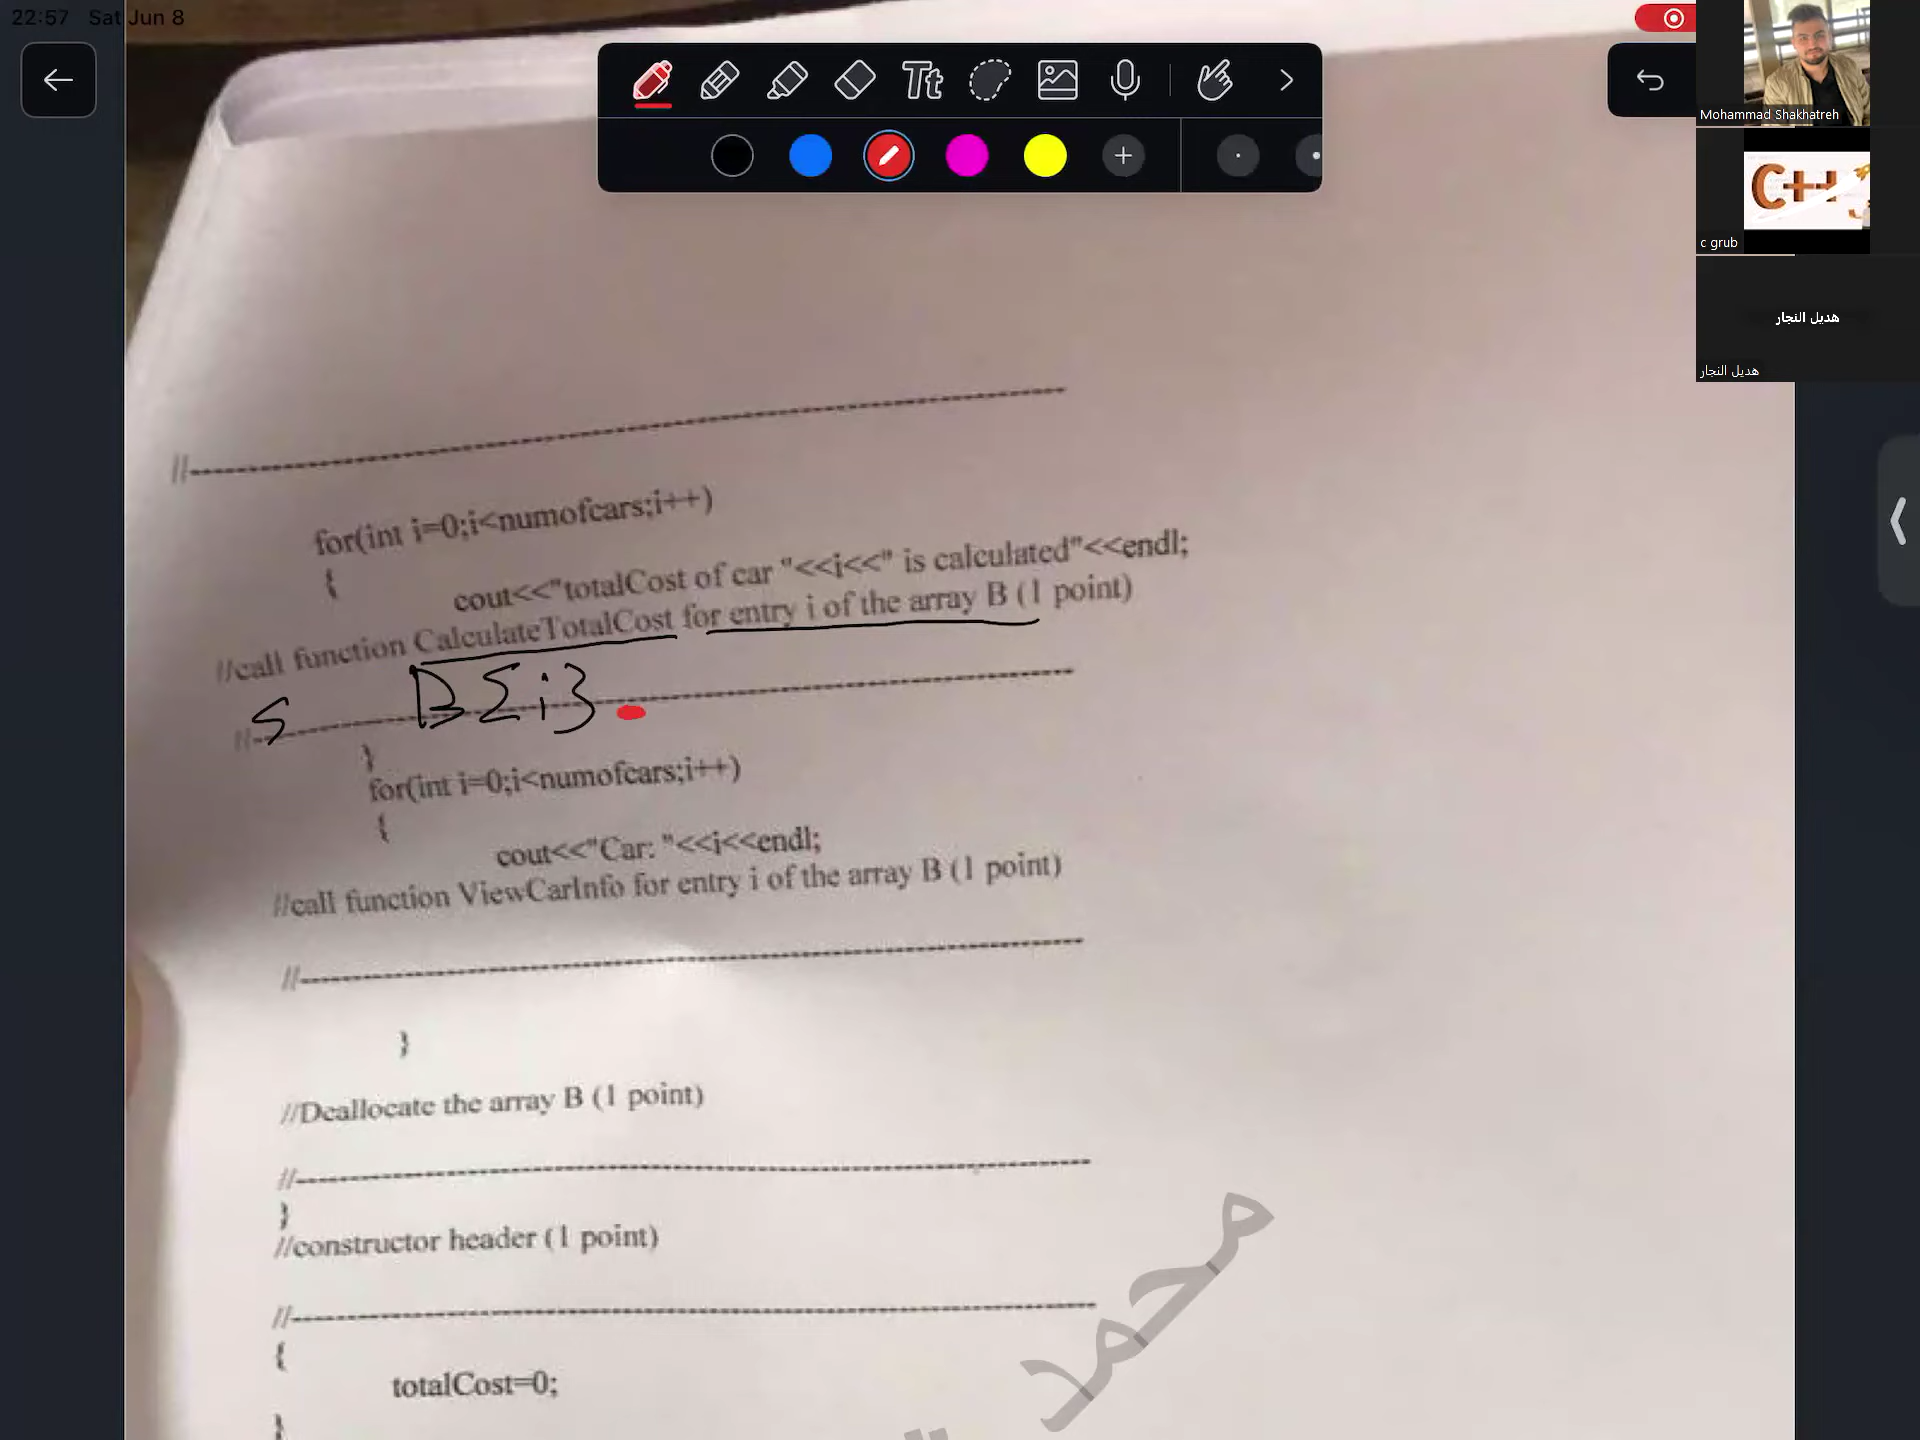 22:57 Sat Jun 8
Tt
Mohammad Shakhatreh
C++
c grub
هديل النجار
هديل النجار
//--------------------
for(int i=0;i<numofcars;i++)
{
cout<<"totalCost of car "<<i<<" is calculated"<<endl;
//call function CalculateTotalCost for entry i of the array B (1 point)
5 B[i].
//--------------------
}
for(int i=0;i<numofcars;i++)
{
cout<<"Car: "<<i<<endl;
//call function ViewCarInfo for entry i of the array B (1 point)
//--------------------
}
//Deallocate the array B (1 point)
//--------------------
}
//constructor header (1 point)
//--------------------
{
totalCost=0;
}
محمد